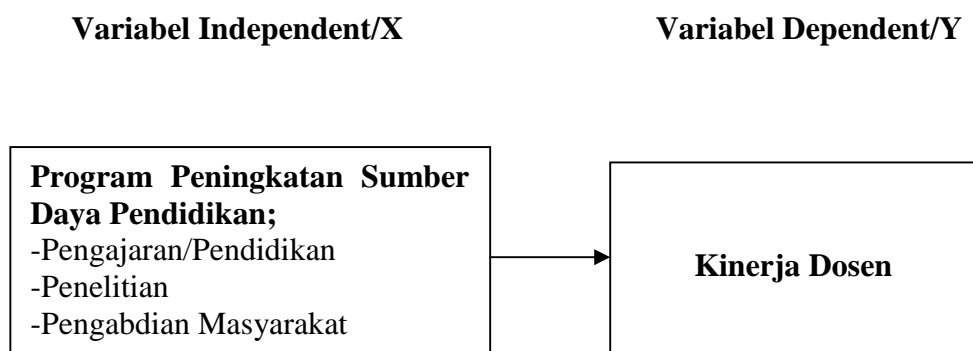 Variabel Independent/X
Variabel Dependent/Y
Program Peningkatan Sumber
Daya Pendidikan;
-Pengajaran/Pendidikan
-Penelitian
-Pengabdian Masyarakat
Kinerja Dosen